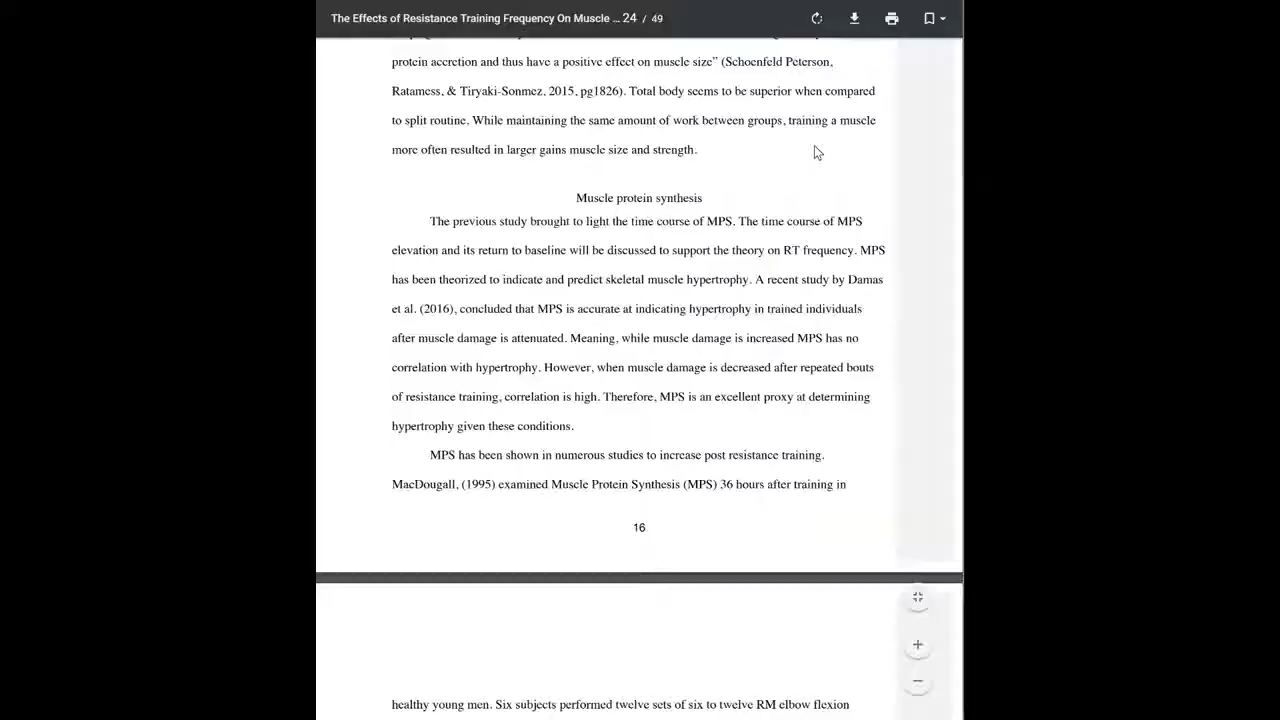 The Effects of Resistance Training Frequency On Muscle ... 24 / 49
protein accretion and thus have a positive effect on muscle size” (Schoenfeld Peterson,
Ratamess, & Tiryaki-Sonmez, 2015, pg1826). Total body seems to be superior when compared
to split routine. While maintaining the same amount of work between groups, training a muscle
more often resulted in larger gains muscle size and strength.
Muscle protein synthesis
The previous study brought to light the time course of MPS. The time course of MPS
elevation and its return to baseline will be discussed to support the theory on RT frequency. MPS
has been theorized to indicate and predict skeletal muscle hypertrophy. A recent study by Damas
et al. (2016), concluded that MPS is accurate at indicating hypertrophy in trained individuals
after muscle damage is attenuated. Meaning, while muscle damage is increased MPS has no
correlation with hypertrophy. However, when muscle damage is decreased after repeated bouts
of resistance training, correlation is high. Therefore, MPS is an excellent proxy at determining
hypertrophy given these conditions.
MPS has been shown in numerous studies to increase post resistance training.
MacDougall, (1995) examined Muscle Protein Synthesis (MPS) 36 hours after training in
16
healthy young men. Six subjects performed twelve sets of six to twelve RM elbow flexion